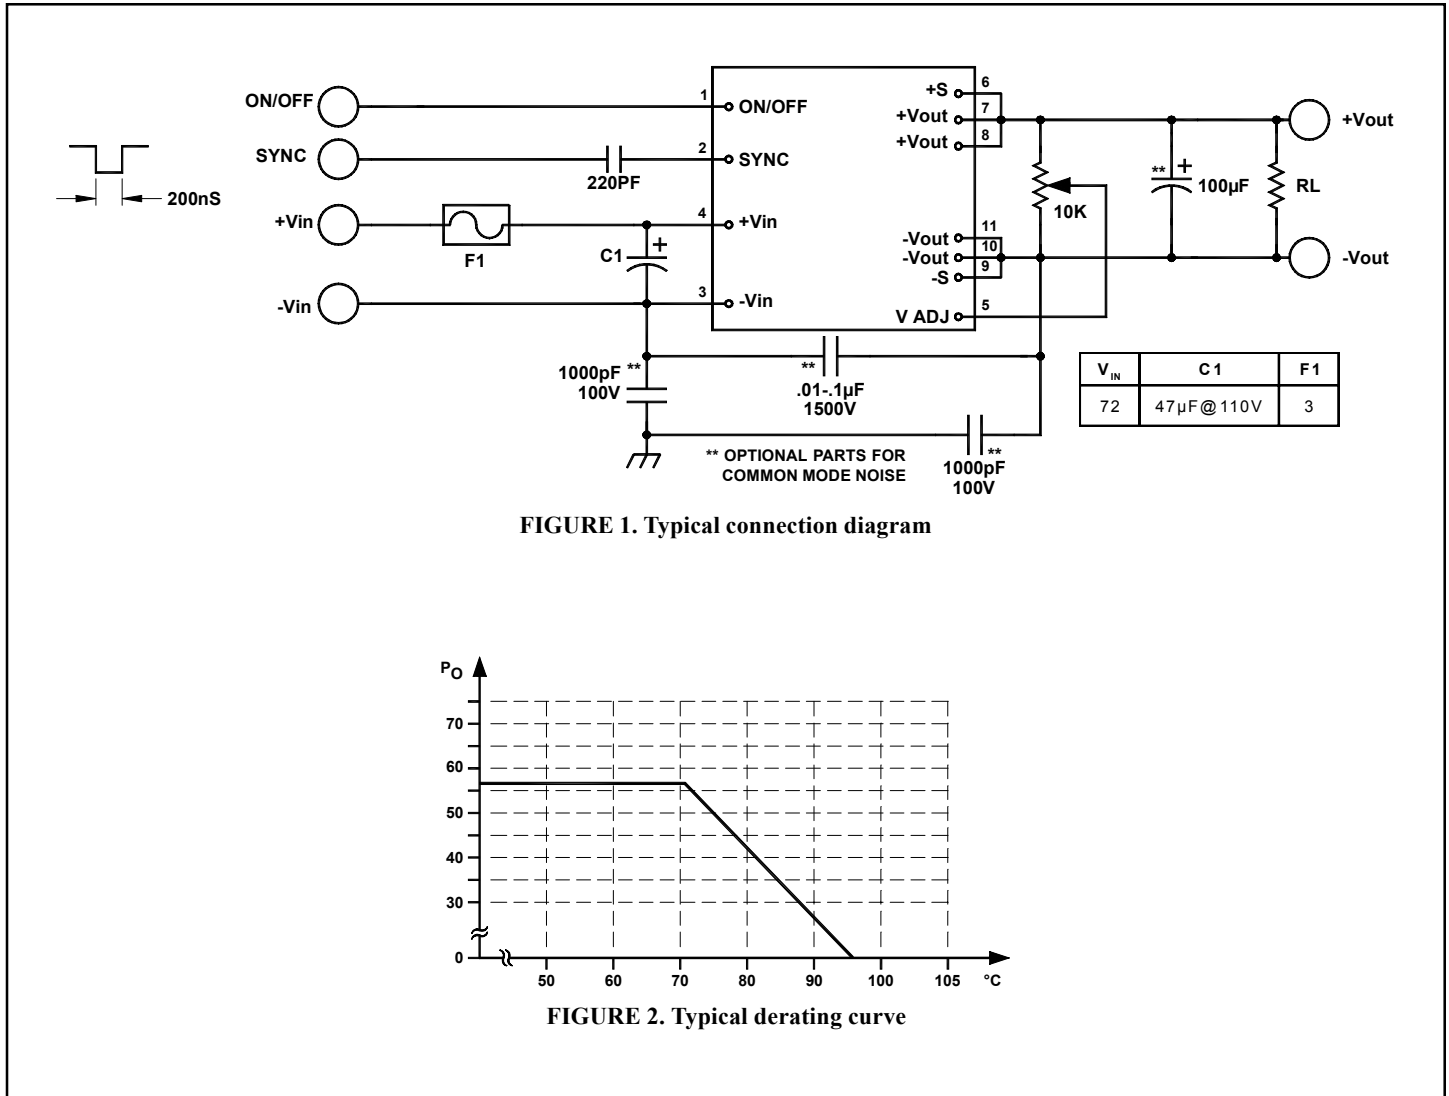 ON/OFF
SYNC
200nS
+Vin
F1
-Vin
220PF
C1
+
1 ON/OFF
2 SYNC
4 +Vin
3 -Vin
+S 6
+Vout 7
+Vout 8
-Vout 11
-Vout 10
-S 9
V ADJ 5
10K
** +
100µF
RL
+Vout
-Vout
1000pF **
100V
**
.01-.1µF
1500V
** OPTIONAL PARTS FOR
COMMON MODE NOISE
**
1000pF
100V
VIN C1 F1
72 47µF@110V 3
FIGURE 1. Typical connection diagram
PO
70
60
50
40
30
0
50 60 70 80 90 100 105 °C
FIGURE 2. Typical derating curve